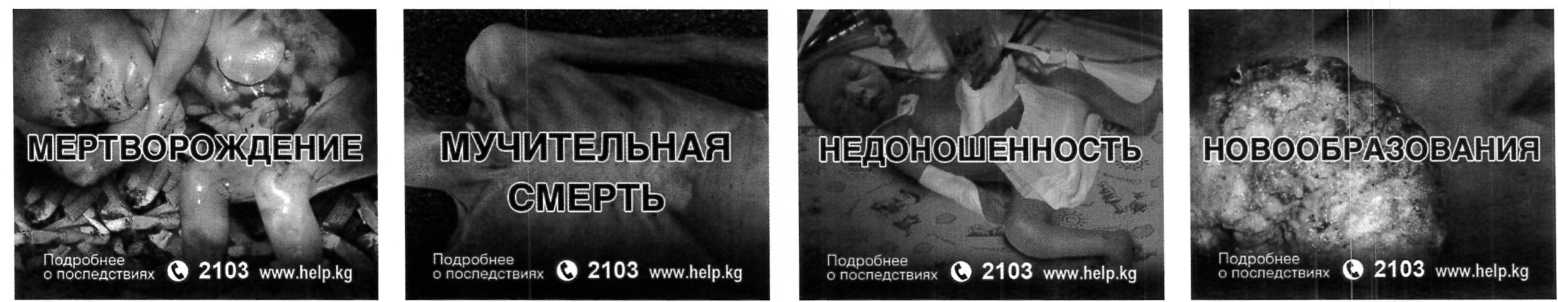 МЕРТВОРОЖДЕНИЕ
Подробнее
о последствиях 2103 www.help.kg
МУЧИТЕЛЬНАЯ
СМЕРТЬ
Подробнее
о последствиях 2103 www.help.kg
НЕДОНОШЕННОСТЬ
Подробнее
о последствиях 2103 www.help.kg
НОВООБРАЗОВАНИЯ
Подробнее
о последствиях 2103 www.help.kg